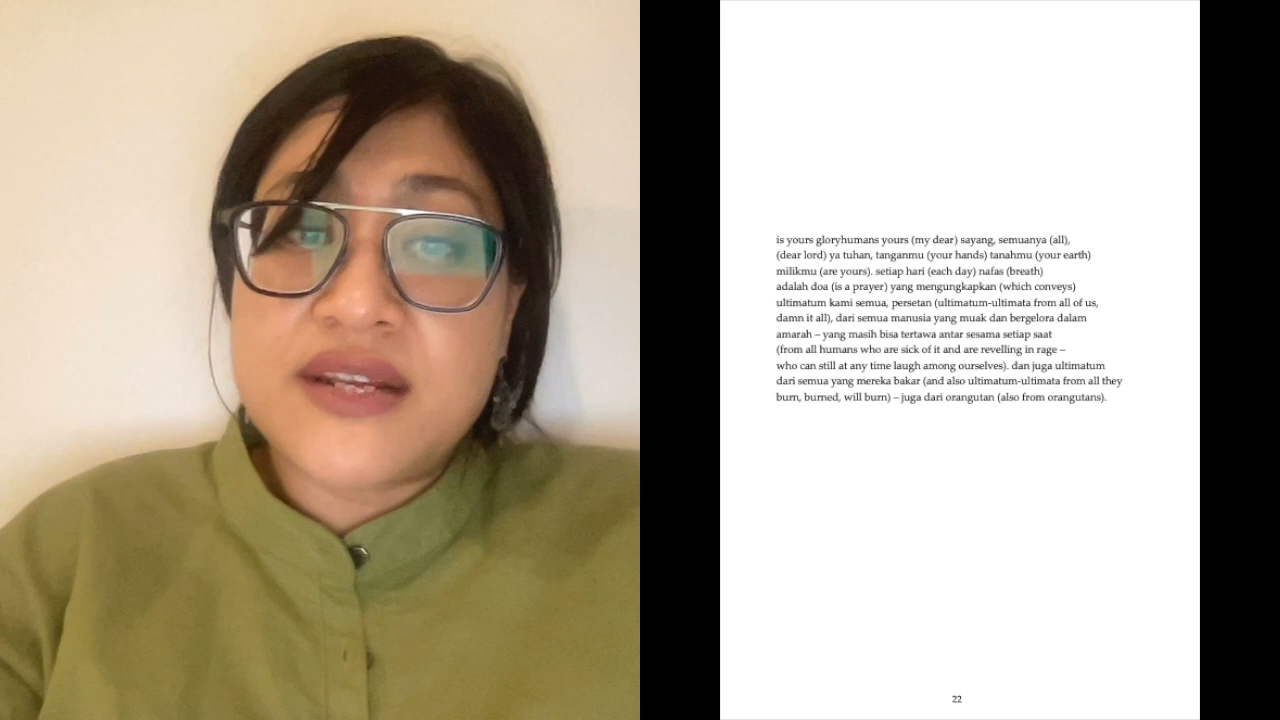 is yours gloryhumans yours (my dear) sayang, semuanya (all),
(dear lord) ya tuhan, tanganmu (your hands) tanahmu (your earth)
milikmu (are yours). setiap hari (each day) nafas (breath)
adalah doa (is a prayer) yang mengungkapkan (which conveys)
ultimatum kami semua, persetan (ultimatum-ultimata from all of us,
damn it all), dari semua manusia yang muak dan bergelora dalam
amarah – yang masih bisa tertawa antar sesama setiap saat
(from all humans who are sick of it and are revelling in rage –
who can still at any time laugh among ourselves). dan juga ultimatum
dari semua yang mereka bakar (and also ultimatum-ultimata from all they
burn, burned, will burn) – juga dari orangutan (also from orangutans).
22